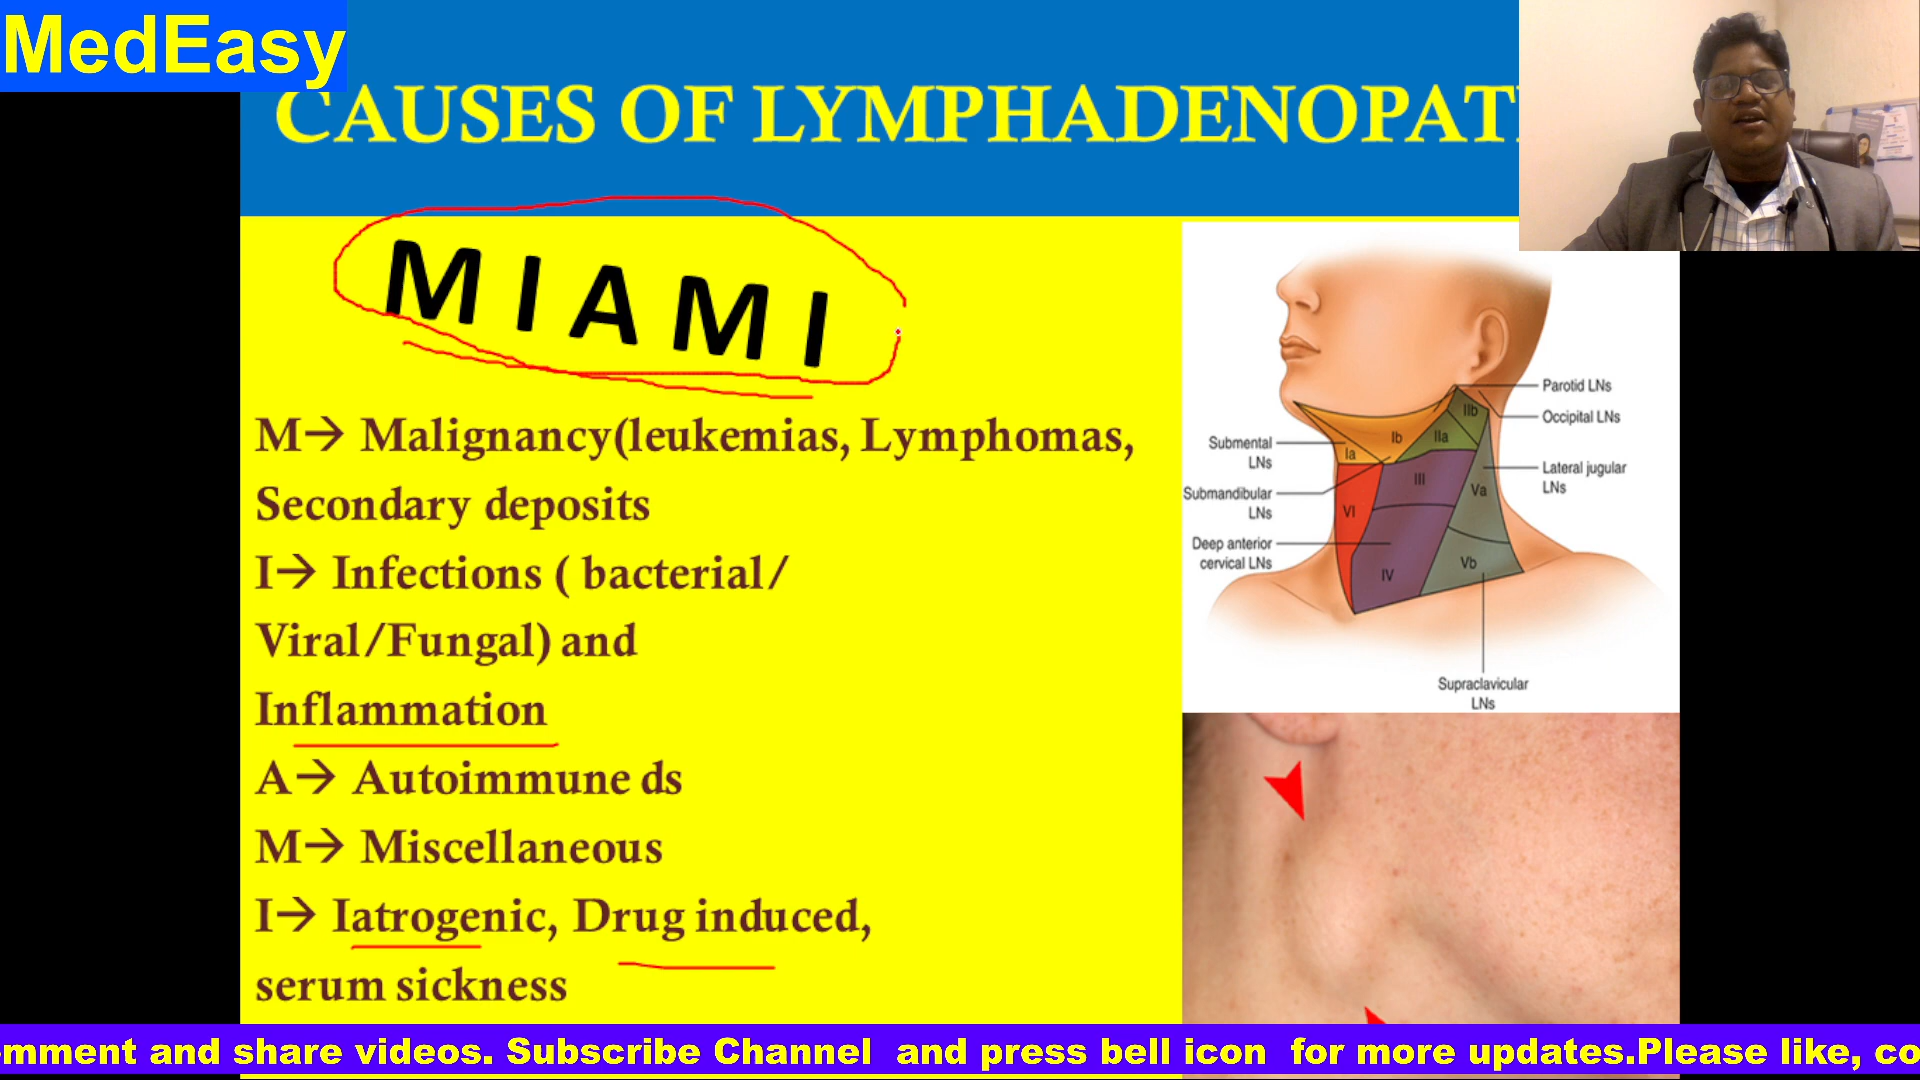 MedEasy
CAUSES OF LYMPHADENOPAT
M I A M I
M→ Malignancy(leukemias, Lymphomas,
Secondary deposits
I→ Infections ( bacterial/
Viral/Fungal) and
Inflammation
A→ Autoimmune ds
M→ Miscellaneous
I→ Iatrogenic, Drug induced,
serum sickness
Parotid LNs
Occipital LNs
Lateral jugular
LNs
Submental
LNs
Submandibular
LNs
Deep anterior
cervical LNs
Supraclavicular
LNs
Ia
Ib
IIa
IIb
III
IV
Va
Vb
VI
mment and share videos. Subscribe Channel and press bell icon for more updates.Please like, co